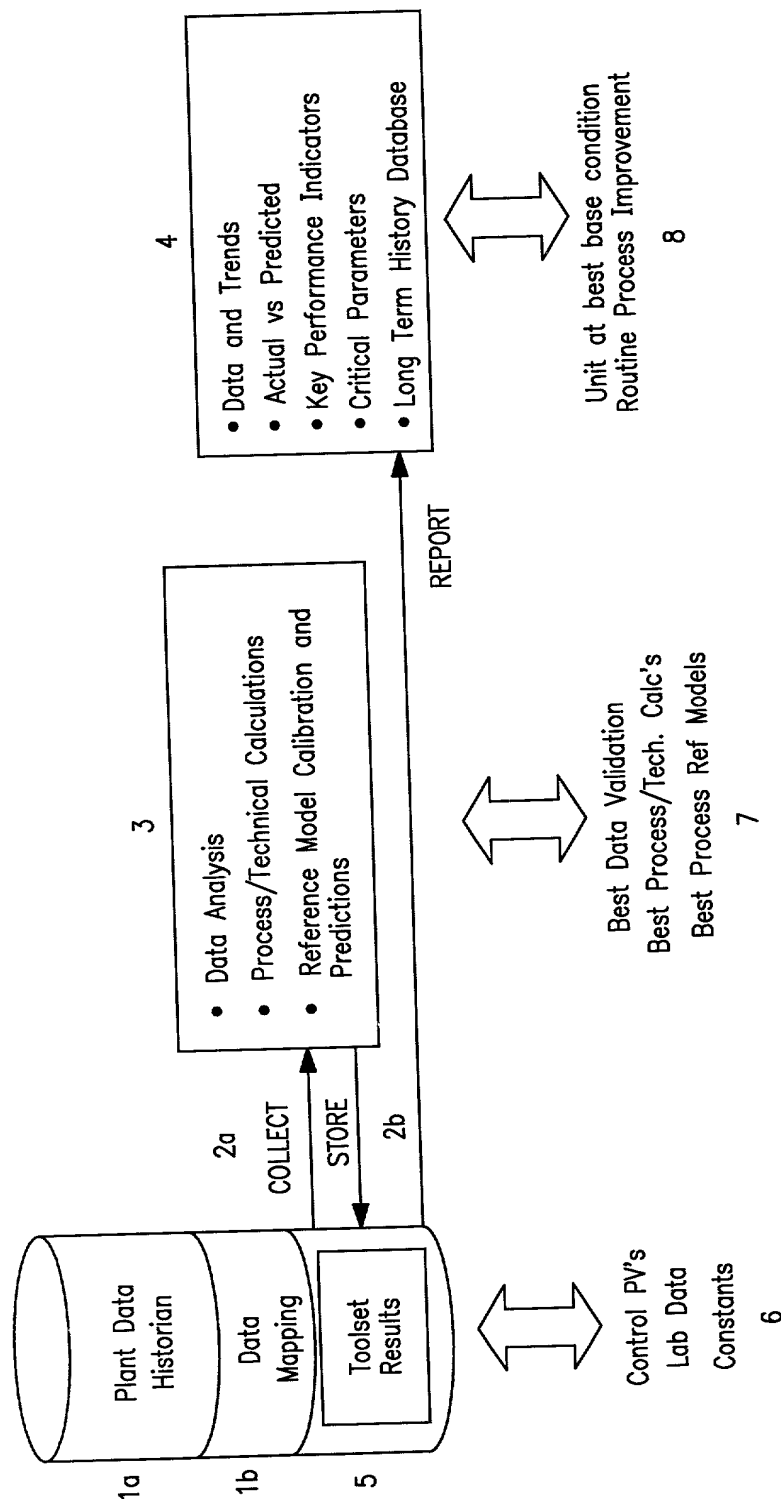 1a
Plant Data
Historian
1b
Data
Mapping
5
Toolset
Results
Control PV's
Lab Data
Constants
6
2a
COLLECT
STORE
2b
3
• Data Analysis
• Process/Technical Calculations
• Reference Model Calibration and
Predictions
Best Data Validation
Best Process/Tech. Calc's
Best Process Ref Models
7
REPORT
4
• Data and Trends
• Actual vs Predicted
• Key Performance Indicators
• Critical Parameters
• Long Term History Database
Unit at best base condition
Routine Process Improvement
8